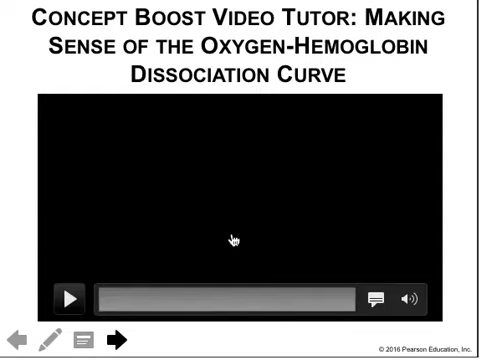 Concept Boost Video Tutor: Making
Sense of the Oxygen-Hemoglobin
Dissociation Curve
© 2016 Pearson Education, Inc.